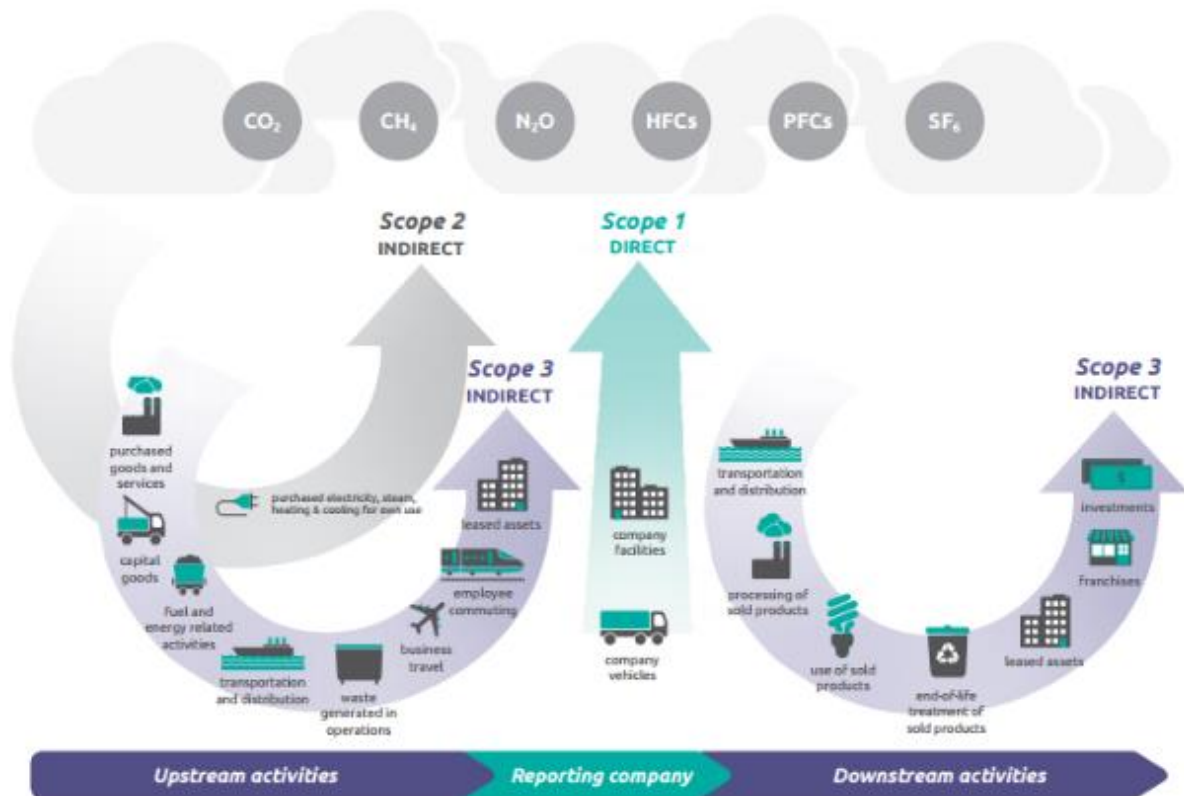 CO₂
CH₄
N₂O
HFCs
PFCs
SF₆
Scope 2
INDIRECT
Scope 1
DIRECT
Scope 3
INDIRECT
Scope 3
INDIRECT
purchased
goods and
services
capital
goods
Fuel and
energy related
activities
transportation
and distribution
waste
generated in
operations
business
travel
employee
commuting
leased assets
purchased electricity, steam,
heating & cooling for own use
company
facilities
company
vehicles
transportation
and distribution
processing of
sold products
use of sold
products
end-of-life
treatment of
sold products
leased assets
franchises
investments
$
Upstream activities
Reporting company
Downstream activities